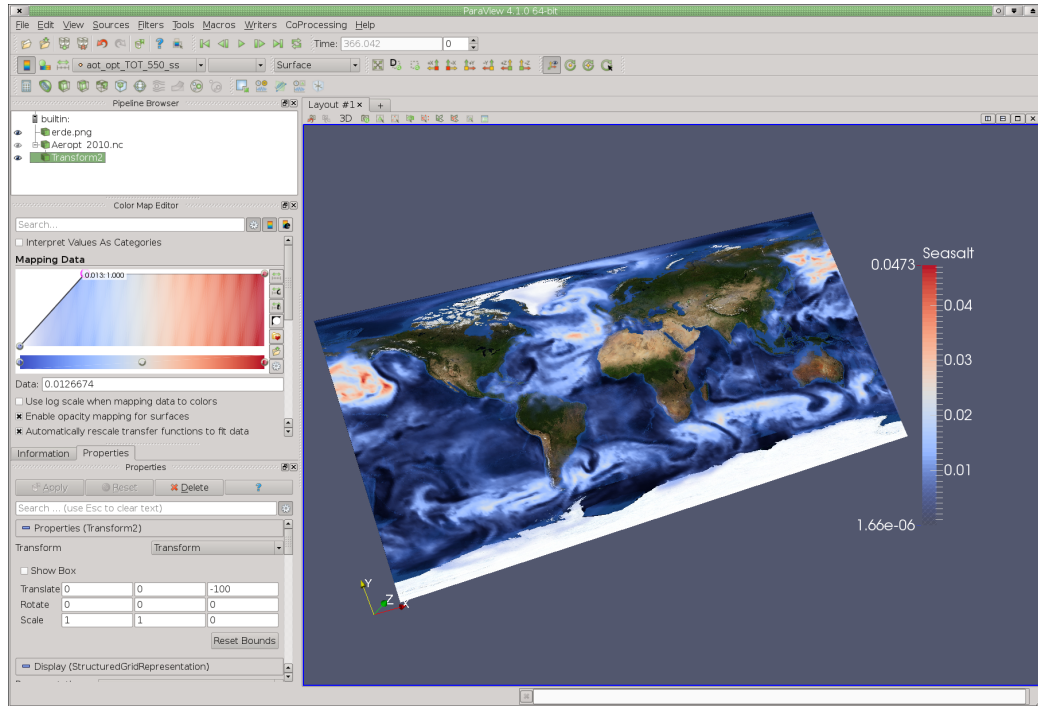 ParaView 4.1.0 64-bit
File Edit View Sources Filters Tools Macros Writers CoProcessing Help
Time: 366.042 0
aot_opt_TOT_550_ss Surface
Pipeline Browser
builtin:
erde.png
Aeropt_2010.nc
Transform2
Color Map Editor
Search...
Interpret Values As Categories
Mapping Data
0.013: 1.000
Data: 0.0126674
Use log scale when mapping data to colors
Enable opacity mapping for surfaces
Automatically rescale transfer functions to fit data
Information Properties
Properties
Apply Reset Delete ?
Search ... (use Esc to clear text)
Properties (Transform2)
Transform Transform
Show Box
Translate 0 0 -100
Rotate 0 0 0
Scale 1 1 0
Reset Bounds
Display (StructuredGridRepresentation)
Layout #1 +
3D
Seasalt
0.0473
0.04
0.03
0.02
0.01
1.66e-06
Y
Z
X